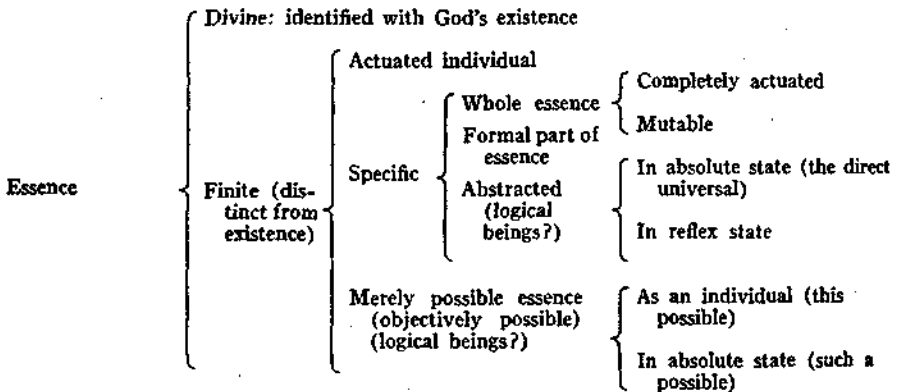 Divine: identified with God's existence
Actuated individual
Completely actuated
Whole essence
Mutable
Formal part of
essence
Specific
In absolute state (the direct
universal)
Abstracted
(logical
beings?)
Essence
Finite (dis-
tinct from
existence)
In reflex state
Merely possible essence
(objectively possible)
(logical beings?)
As an individual (this
possible)
In absolute state (such a
possible)